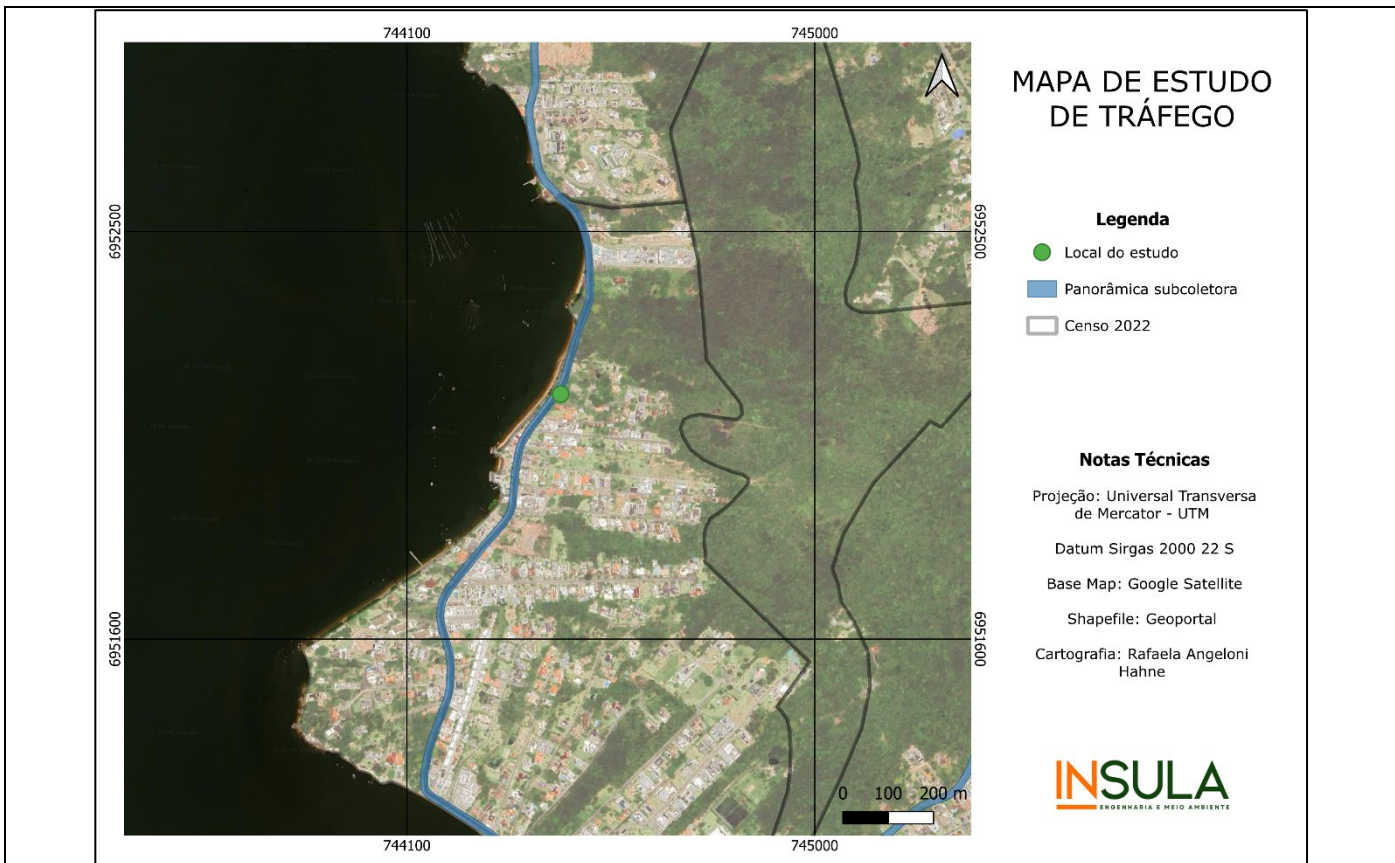 744100
745000
6952500
6952500
6951600
6951600
0 100 200 m
744100
745000
MAPA DE ESTUDO
DE TRÁFEGO
Legenda
Local do estudo
Panorâmica subcoletora
Censo 2022
Notas Técnicas
Projeção: Universal Transversa
de Mercator - UTM
Datum Sirgas 2000 22 S
Base Map: Google Satellite
Shapefile: Geoportal
Cartografia: Rafaela Angeloni
Hahne
INSULA
ENGENHARIA E MEIO AMBIENTE